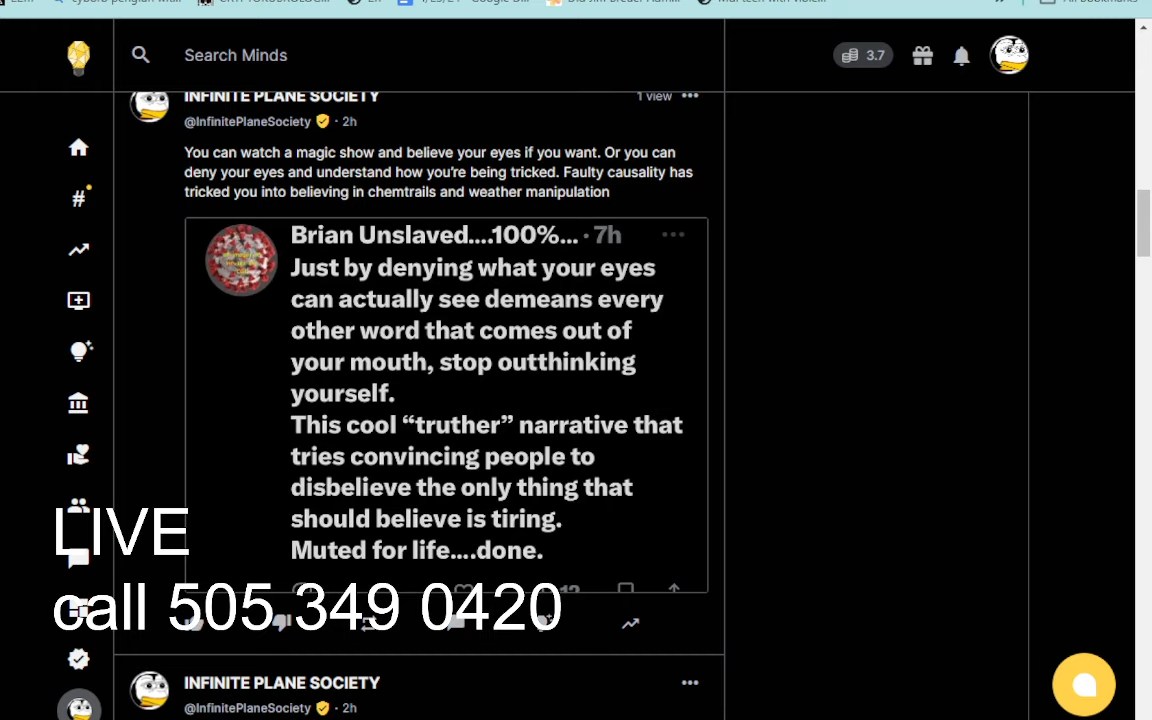 Search Minds
3.7
INFINITE PLANE SOCIETY
1 view
@InfinitePlaneSociety · 2h
You can watch a magic show and believe your eyes if you want. Or you can
deny your eyes and understand how you're being tricked. Faulty causality has
tricked you into believing in chemtrails and weather manipulation
Brian Unslaved....100%... · 7h
Just by denying what your eyes
can actually see demeans every
other word that comes out of
your mouth, stop outthinking
yourself.
This cool “truther” narrative that
tries convincing people to
disbelieve the only thing that
should believe is tiring.
Muted for life....done.
LIVE
call 505 349 0420
INFINITE PLANE SOCIETY
@InfinitePlaneSociety · 2h